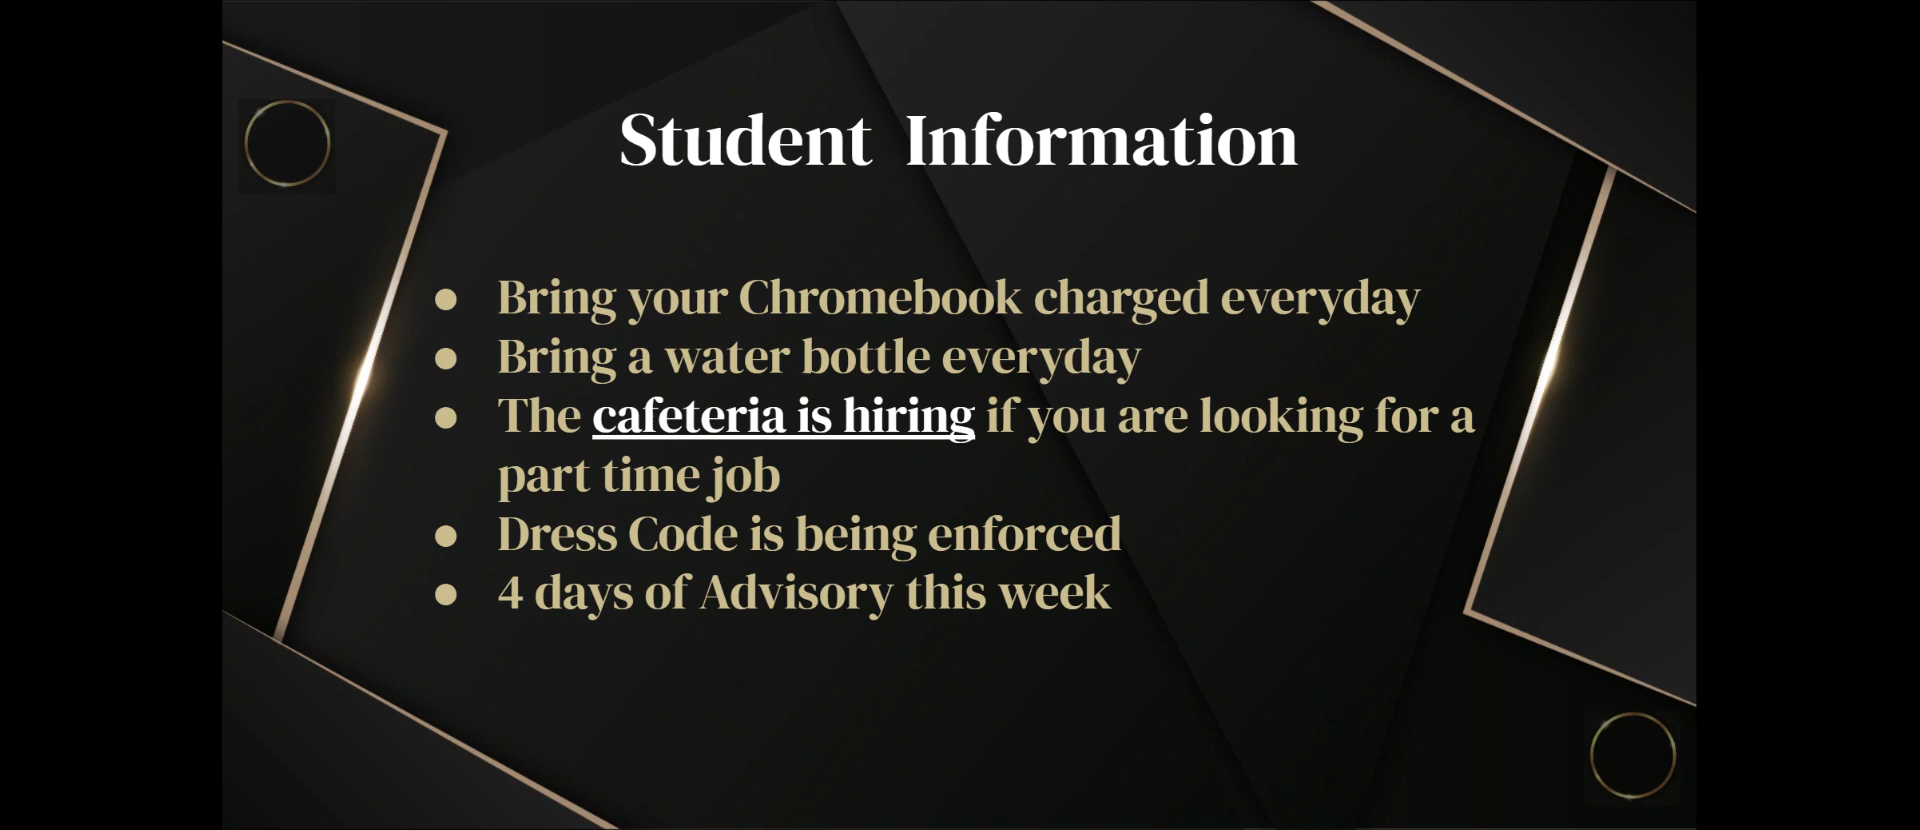 Student Information
● Bring your Chromebook charged everyday
● Bring a water bottle everyday
● The cafeteria is hiring if you are looking for a
part time job
● Dress Code is being enforced
● 4 days of Advisory this week